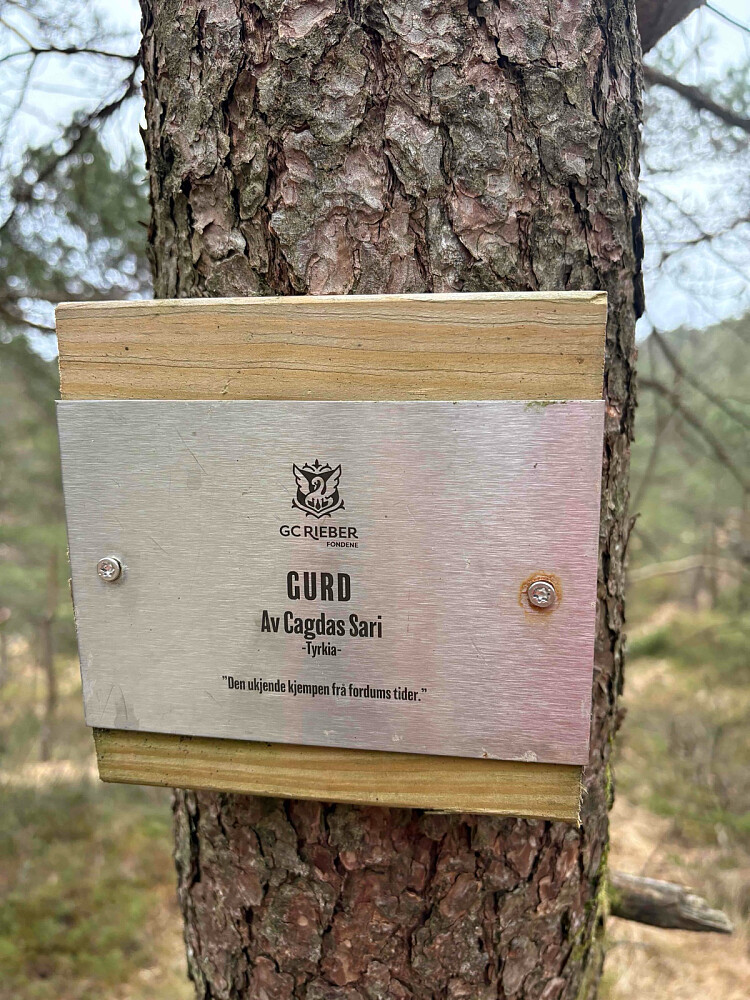 GC RIEBER
FONDENE
GURD
Av Cagdas Sari
-Tyrkia-
"Den ukjende kjempen frå fordums tider."